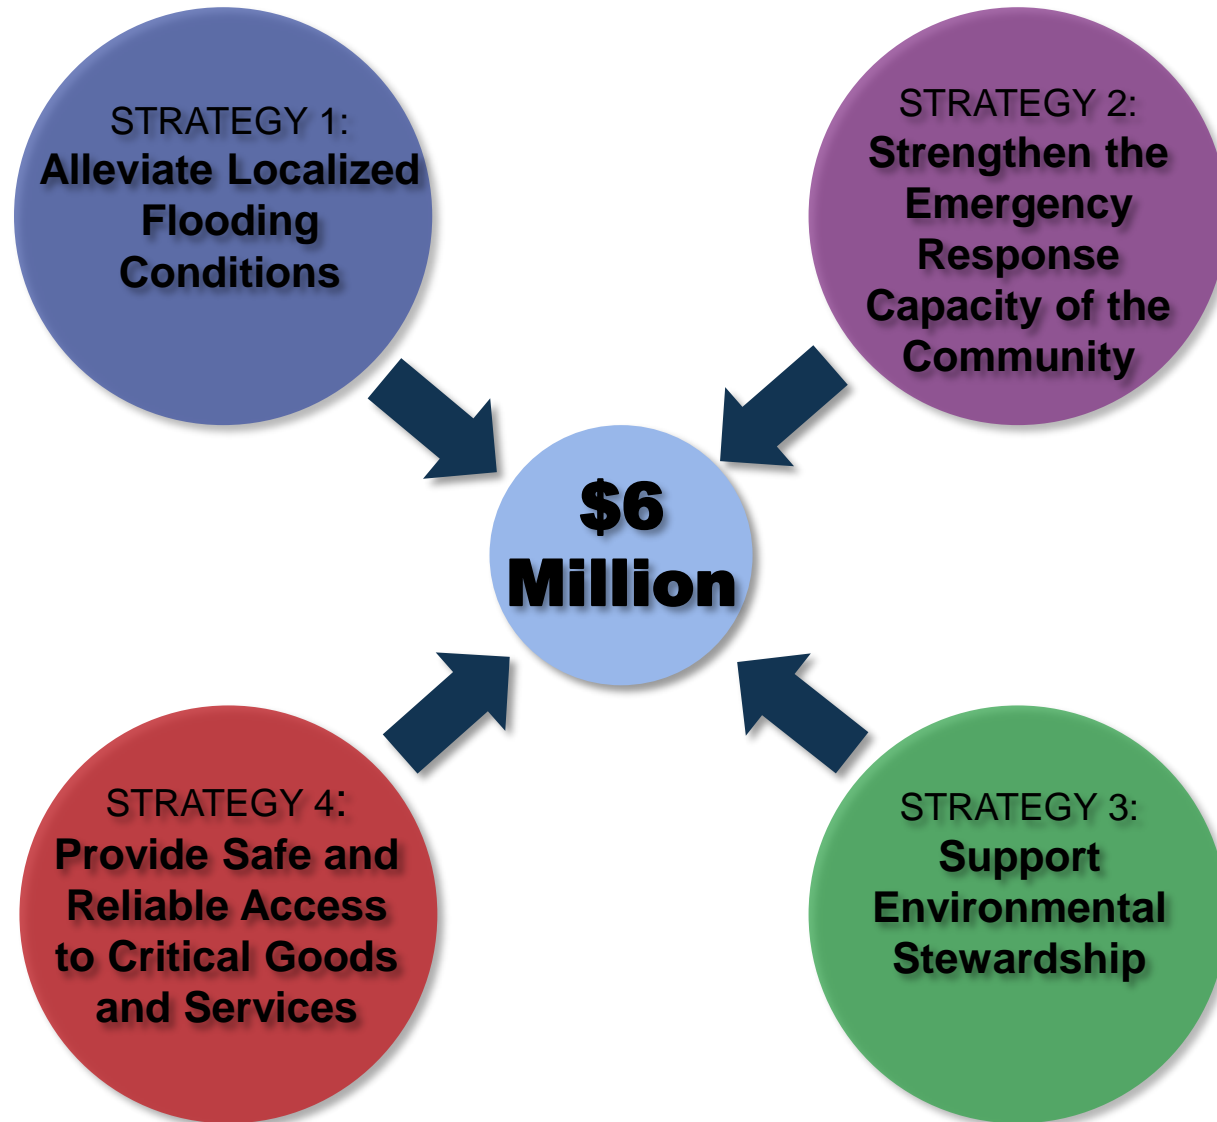 STRATEGY 1:
Alleviate Localized
Flooding
Conditions
STRATEGY 2:
Strengthen the
Emergency
Response
Capacity of the
Community
$6
Million
STRATEGY 4:
Provide Safe and
Reliable Access
to Critical Goods
and Services
STRATEGY 3:
Support
Environmental
Stewardship